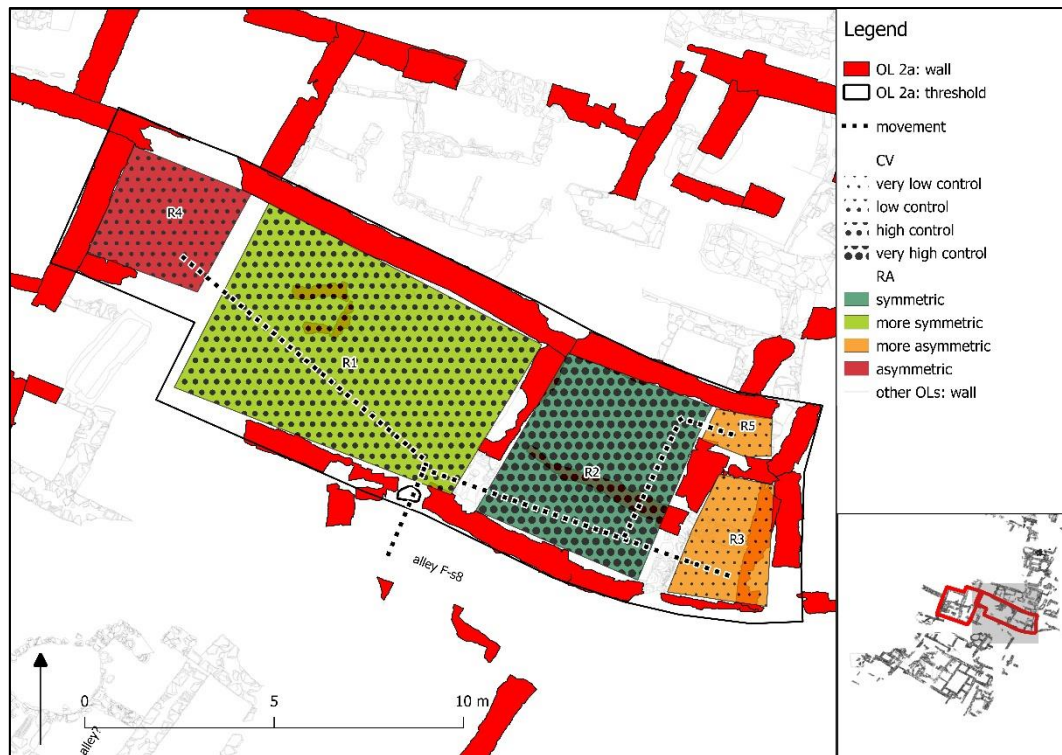 R4
R1
R2
R5
R3
alley F-s8
0 5 10 m
alley?
Legend
OL 2a: wall
OL 2a: threshold
movement
CV
very low control
low control
high control
very high control
RA
symmetric
more symmetric
more asymmetric
asymmetric
other OLs: wall